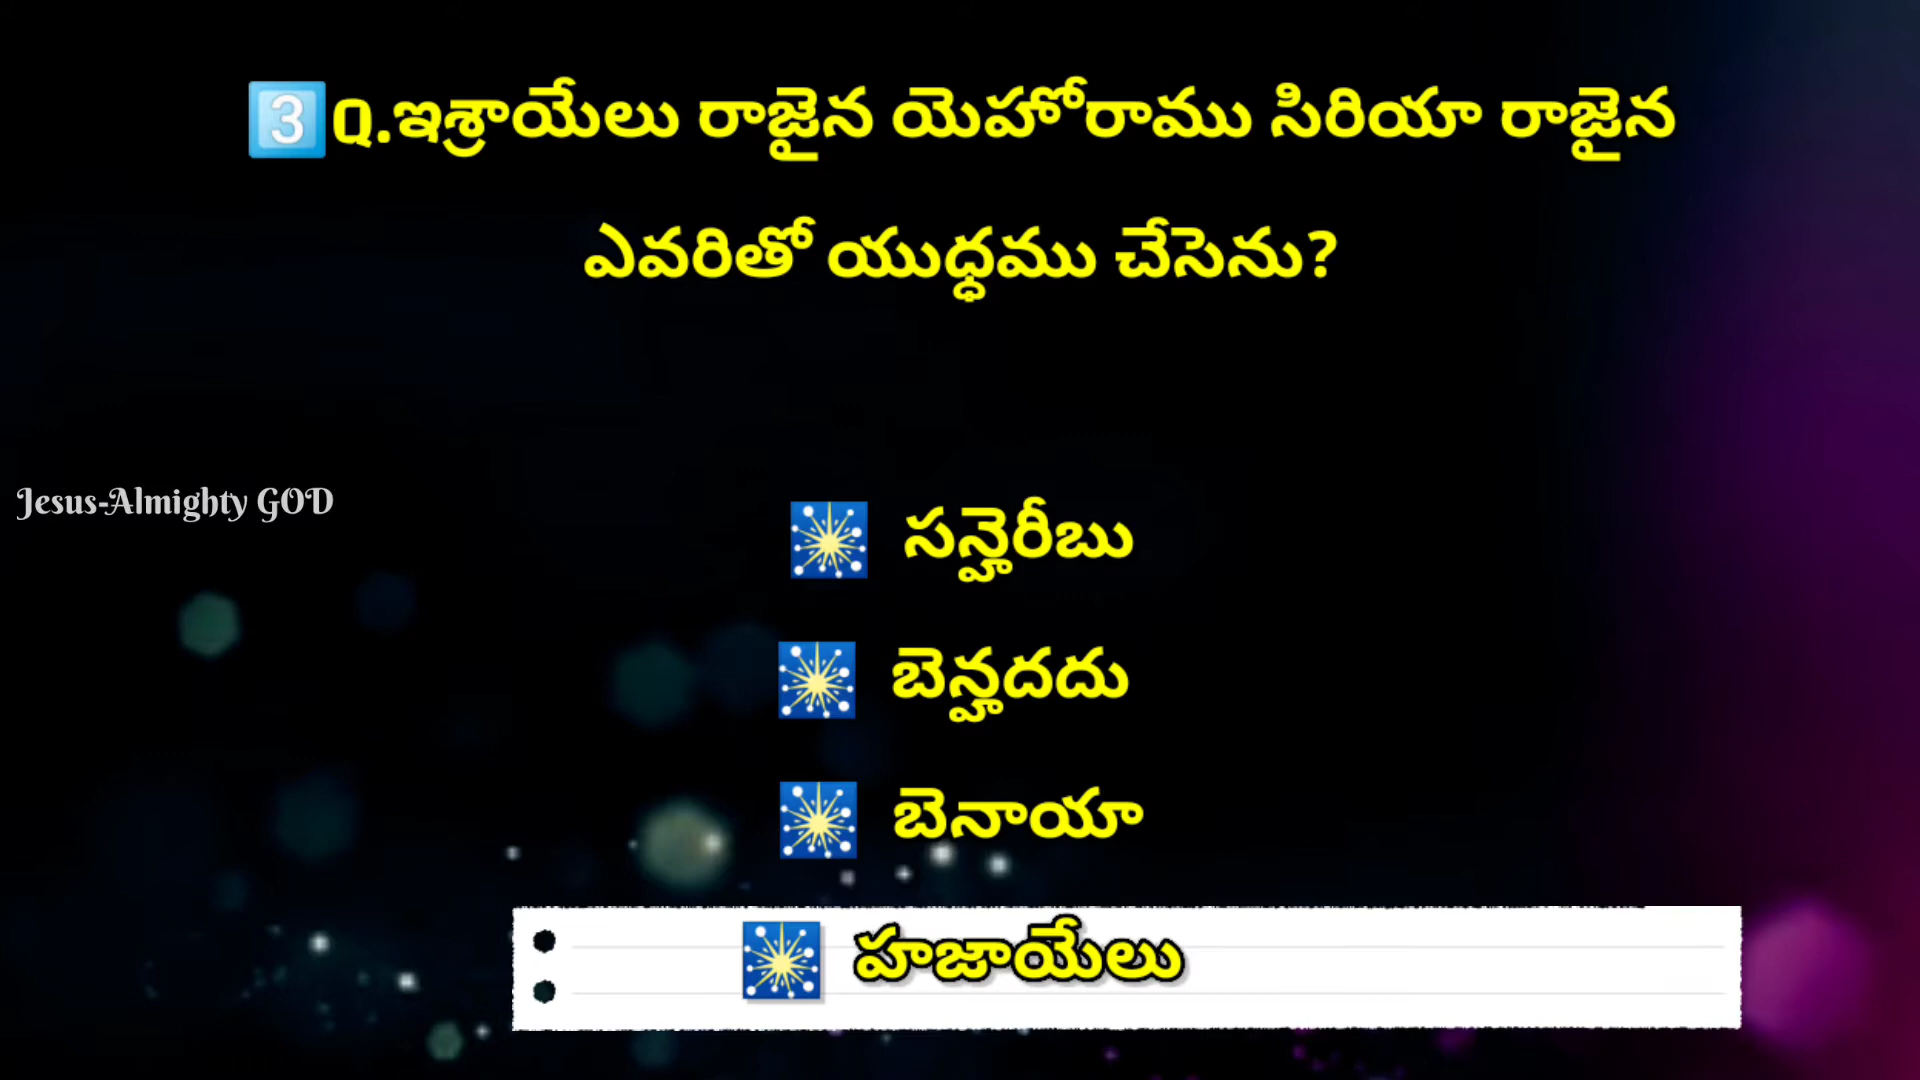 3️⃣Q.ఇశ్రాయేలు రాజైన యెహోరాము సిరియా రాజైన
ఎవరితో యుధ్ధము చేసెను?
Jesus-Almighty GOD
🎇 సన్హెరీబు
🎇 బెన్హదదు
🎇 బెనాయా
🎇 హజాయేలు